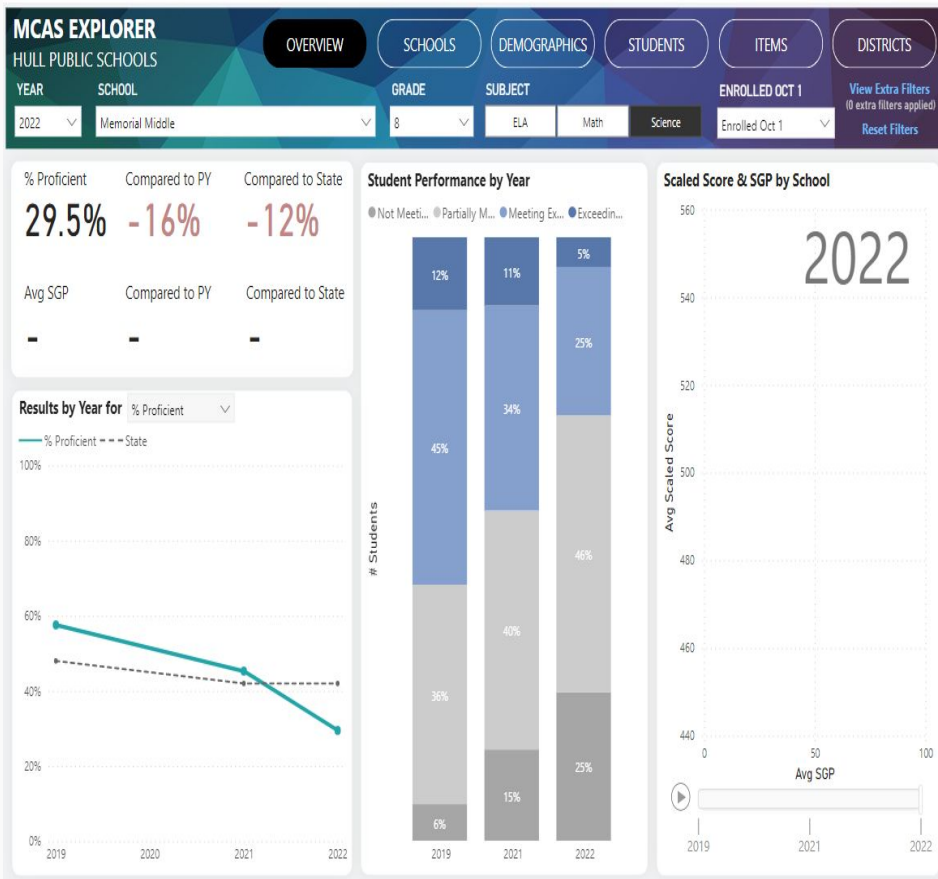 MCAS EXPLORER
HULL PUBLIC SCHOOLS
OVERVIEW SCHOOLS DEMOGRAPHICS STUDENTS ITEMS DISTRICTS
YEAR SCHOOL GRADE SUBJECT ENROLLED OCT 1
2022 Memorial Middle 8 ELA Math Science Enrolled Oct 1
View Extra Filters
(0 extra filters applied)
Reset Filters
% Proficient Compared to PY Compared to State
29.5% -16% -12%
Avg SGP Compared to PY Compared to State
- - -
Results by Year for % Proficient
% Proficient State
100%
80%
60%
40%
20%
0%
2019 2020 2021 2022
Student Performance by Year
Not Meeti... Partially M... Meeting Ex... Exceedin...
# Students
12% 11% 5%
45% 34% 25%
36% 40% 46%
6% 15% 25%
2019 2021 2022
Scaled Score & SGP by School
2022
Avg Scaled Score
560
540
520
500
480
460
440
0 50 100
Avg SGP
2019 2021 2022